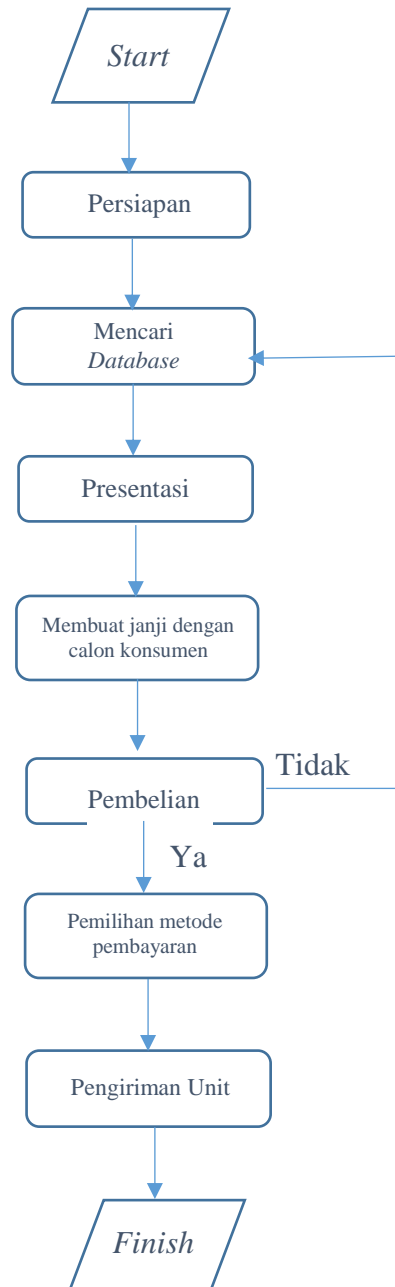 Start
Persiapan
Mencari
Database
Presentasi
Membuat janji dengan
calon konsumen
Tidak
Pembelian
Ya
Pemilihan metode
pembayaran
Pengiriman Unit
Finish